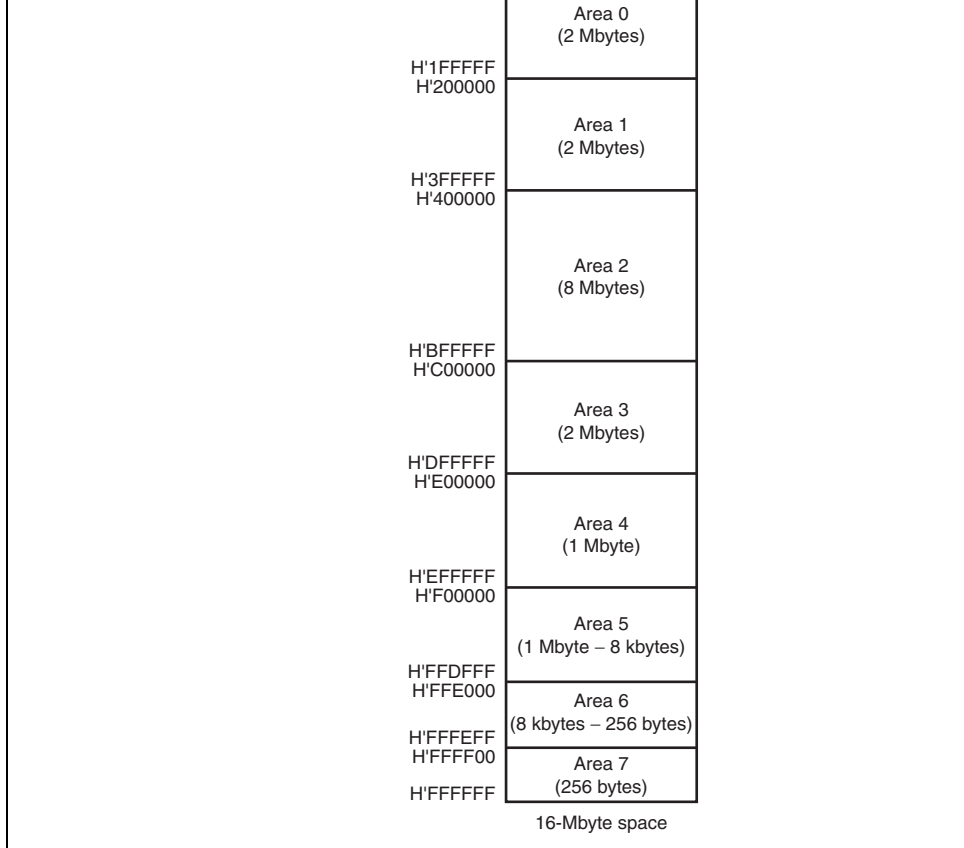 Area 0
(2 Mbytes)
H'1FFFFF
H'200000
Area 1
(2 Mbytes)
H'3FFFFF
H'400000
Area 2
(8 Mbytes)
H'BFFFFF
H'C00000
Area 3
(2 Mbytes)
H'DFFFFF
H'E00000
Area 4
(1 Mbyte)
H'EFFFFF
H'F00000
Area 5
(1 Mbyte – 8 kbytes)
H'FFDFFF
H'FFE000
Area 6
(8 kbytes – 256 bytes)
H'FFFEFF
H'FFFF00
Area 7
(256 bytes)
H'FFFFFF
16-Mbyte space